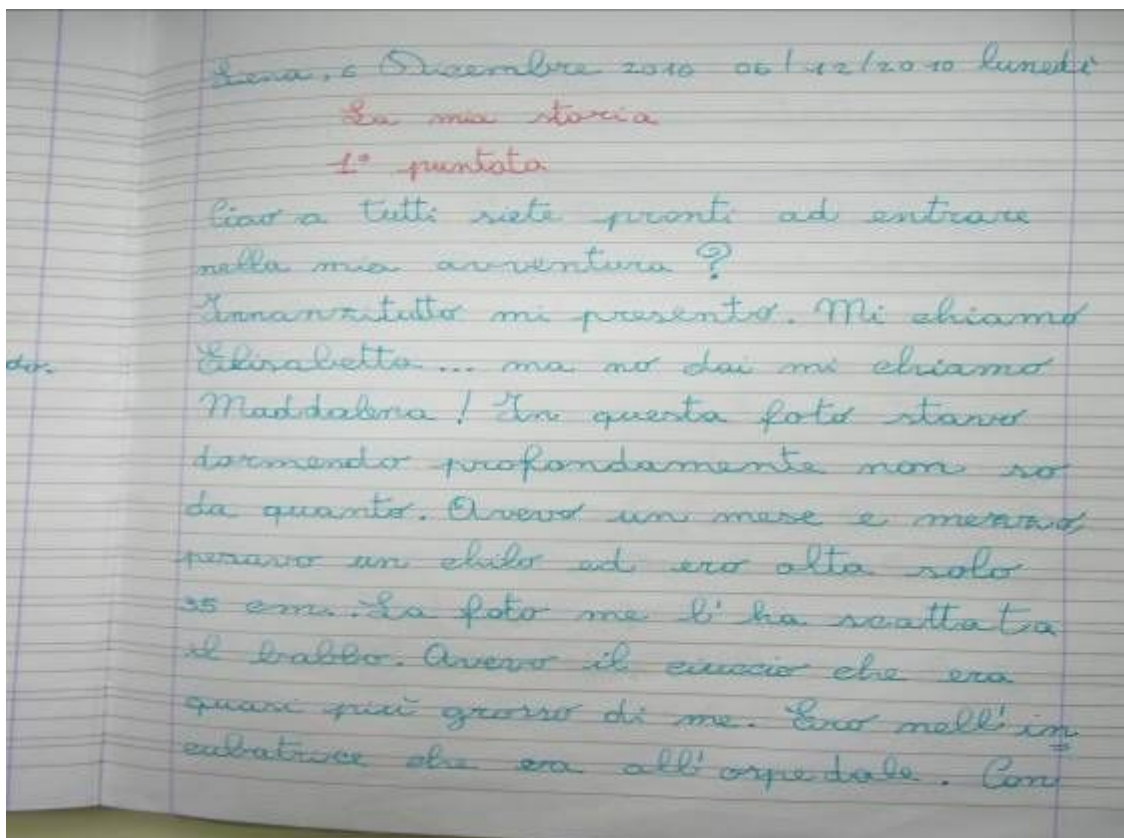 Lena, 6 Dicembre 2010 06/12/2010 lunedì
La mia storia
1° puntata
Ciao a tutti siete pronti ad entrare
nella mia avventura ?
Innanzitutto mi presento. Mi chiamo
do.
Elisabetta... ma no dai mi chiamo
Maddalena ! In questa foto stavo
dormendo profondamente non so
da quanto. Avevo un mese e mezzo,
pesavo un chilo ed ero alta solo
35 cm. La foto me l'ha scattata
il babbo. Avevo il ciuccio che era
quasi più grosso di me. Ero nell'in
cubatrice che era all'ospedale. Con